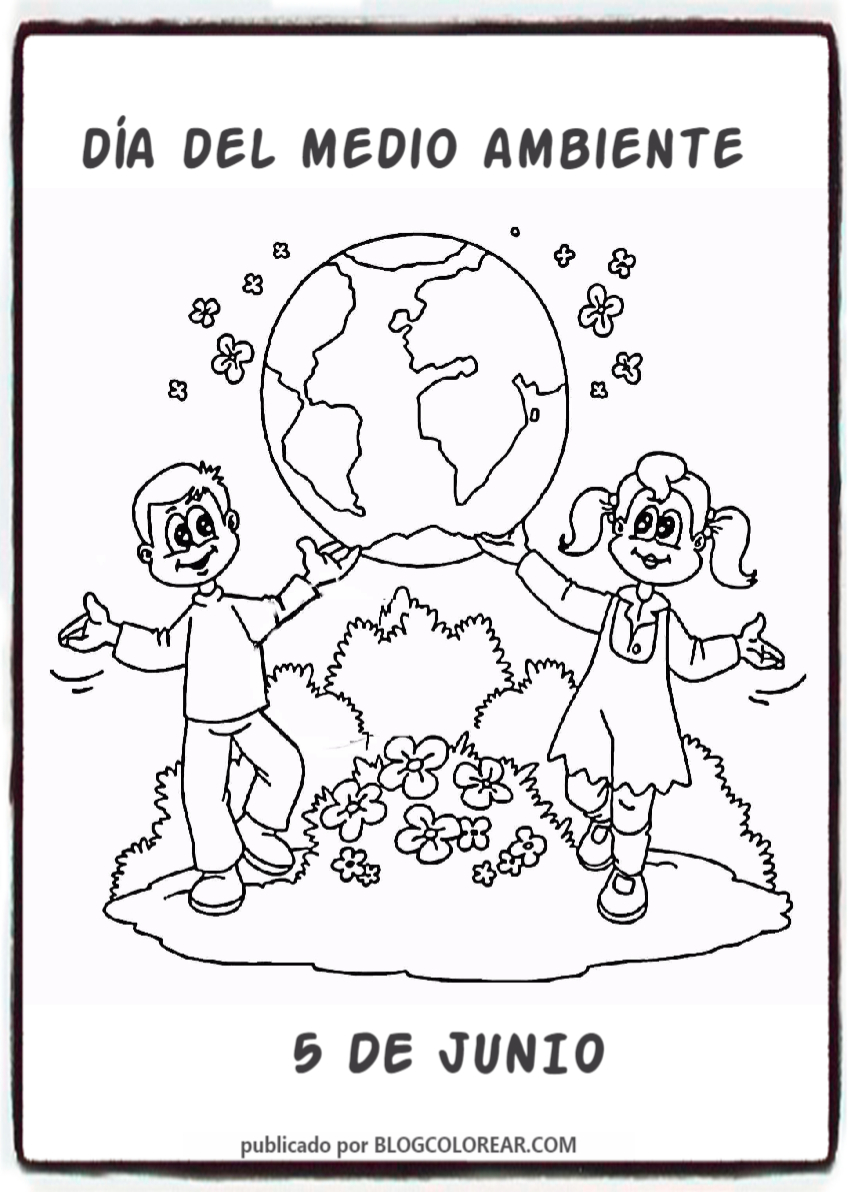 DÍA DEL MEDIO AMBIENTE
5 DE JUNIO
publicado por BLOGCOLOREAR.COM